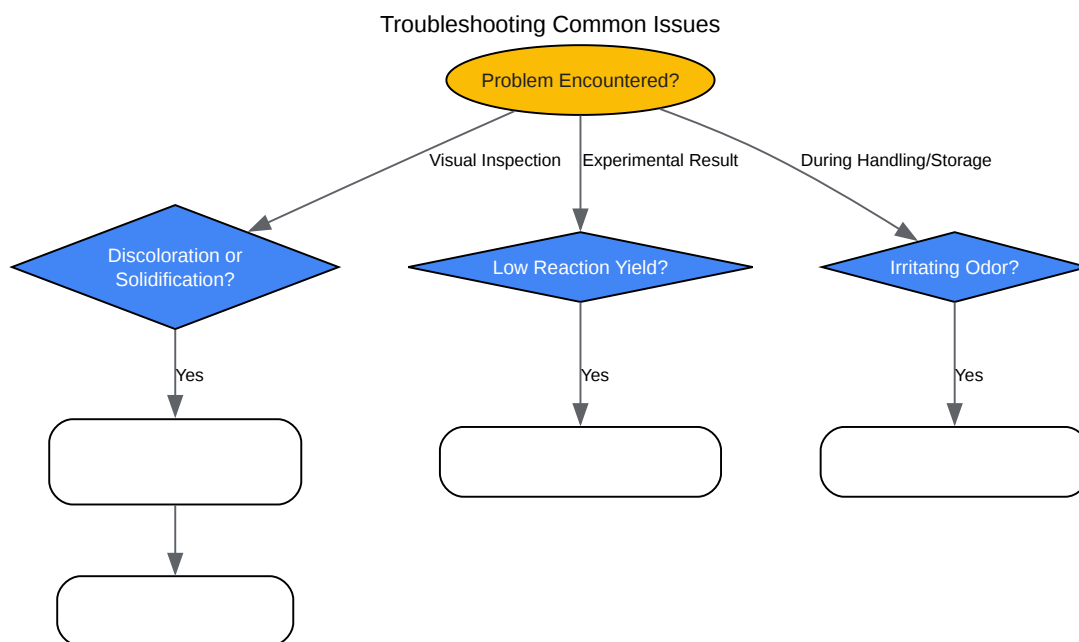 Troubleshooting Common Issues
Problem Encountered?
Visual Inspection
Experimental Result
During Handling/Storage
Discoloration or
Solidification?
Low Reaction Yield?
Irritating Odor?
Yes
Yes
Yes